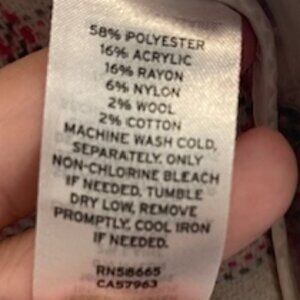 58% POLYESTER
16% ACRYLIC
16% RAYON
6% NYLON
2% WOOL
2% COTTON
MACHINE WASH COLD,
SEPARATELY. ONLY
NON-CHLORINE BLEACH
IF NEEDED. TUMBLE
DRY LOW, REMOVE
PROMPTLY. COOL IRON
IF NEEDED.
RN58665
CA57963